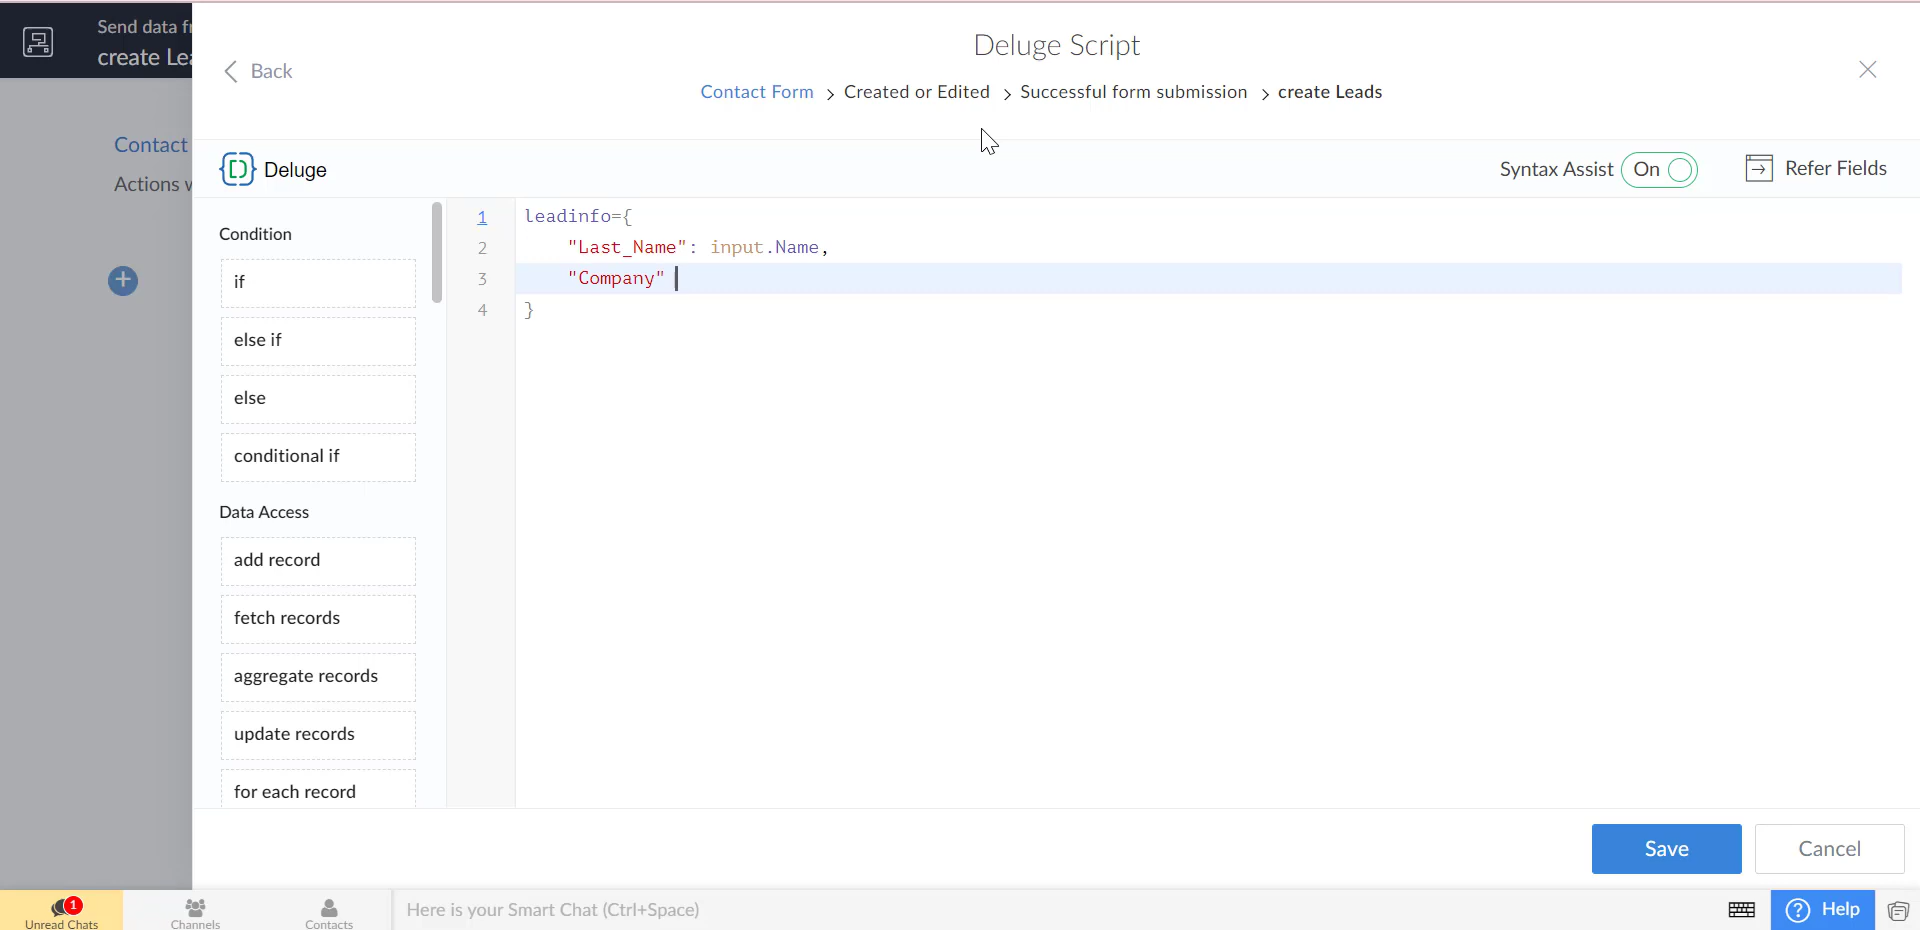 Send data fr
create Lea
Back
Deluge Script
Contact Form > Created or Edited > Successful form submission > create Leads
Contact
Actions w
Deluge
Syntax Assist On
Refer Fields
Condition
if
else if
else
conditional if
Data Access
add record
fetch records
aggregate records
update records
for each record
1 leadinfo={
2 "Last_Name": input.Name,
3 "Company"
4 }
Save
Cancel
1
Unread Chats
Channels
Contacts
Here is your Smart Chat (Ctrl+Space)
? Help